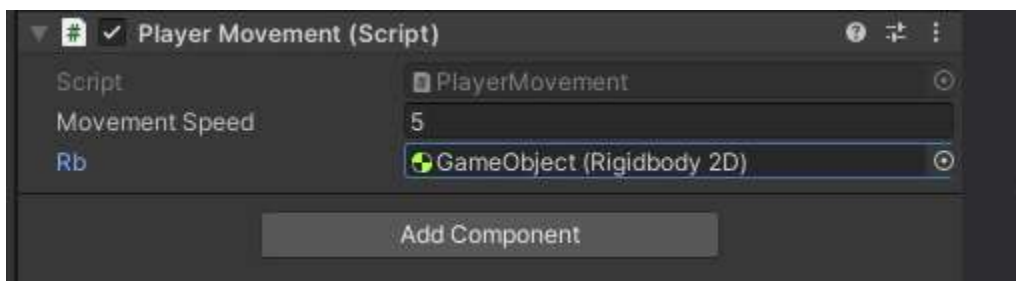 # Player Movement (Script)
Script PlayerMovement
Movement Speed 5
Rb GameObject (Rigidbody 2D)
Add Component